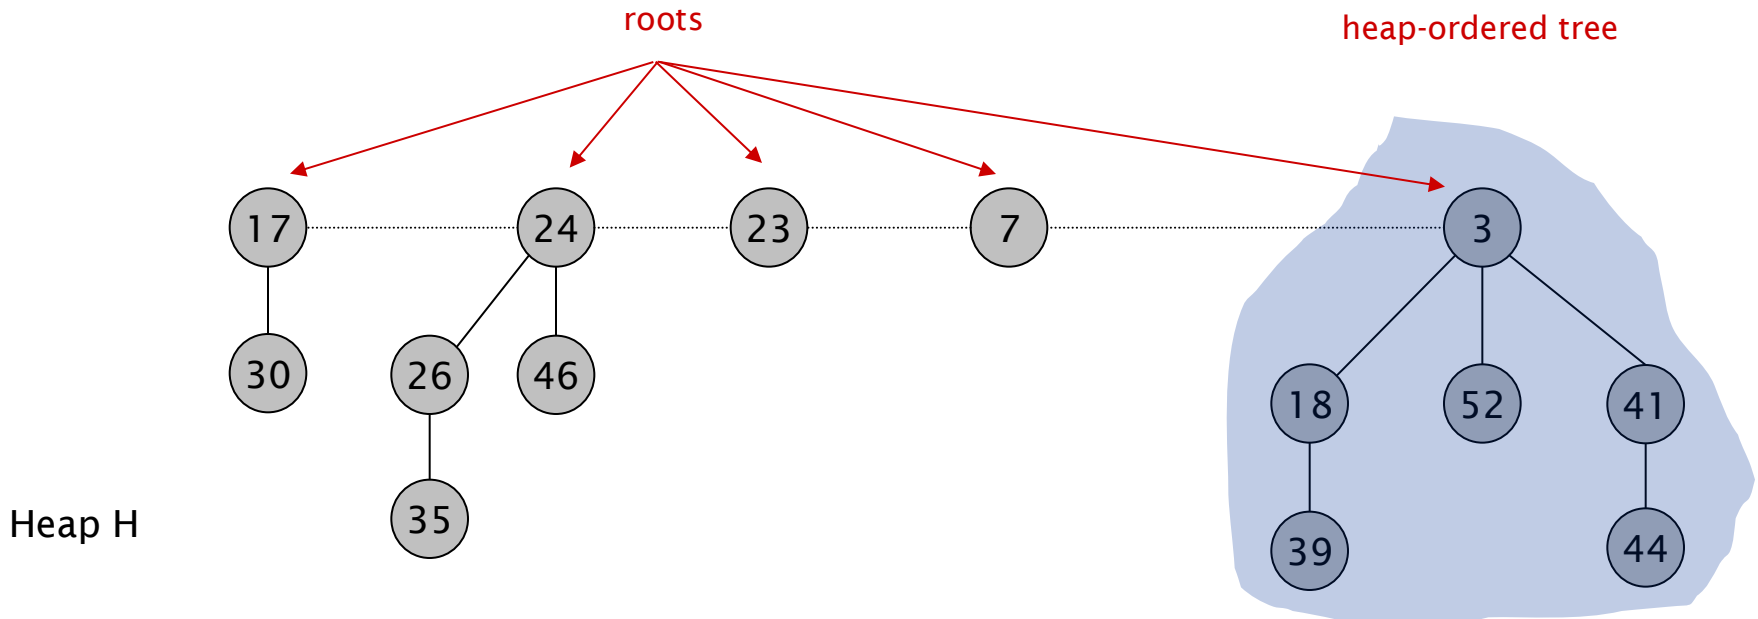 roots
heap-ordered tree
17 24 23 7 3
30 26 46 18 52 41
Heap H 35 39 44